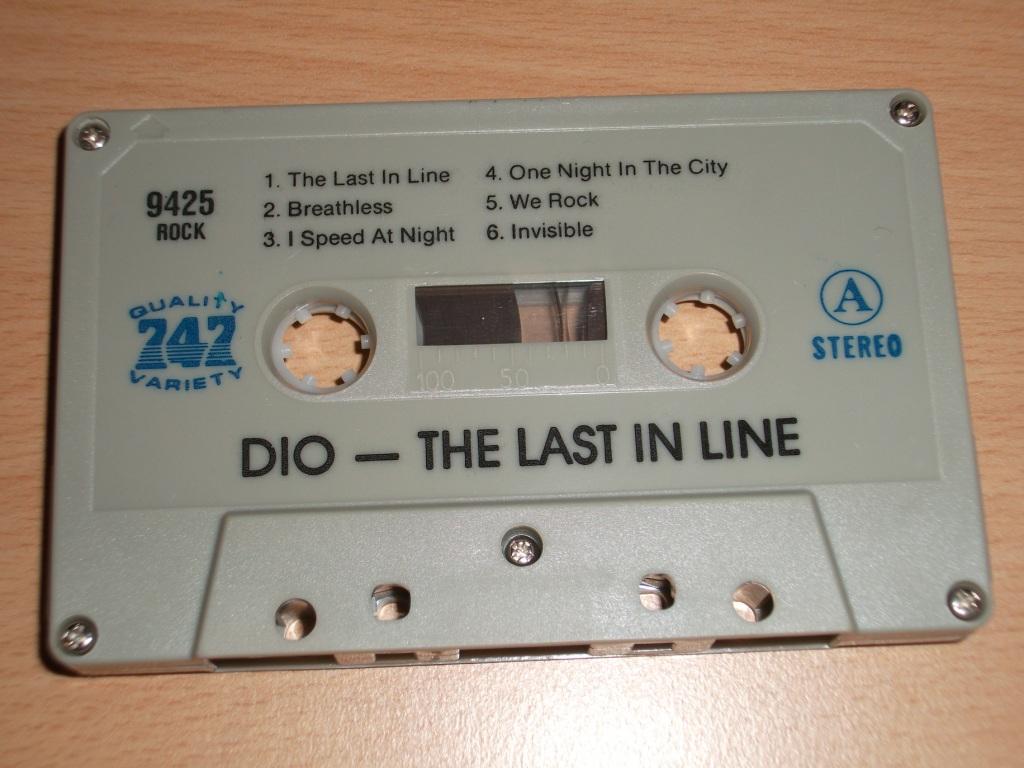 9425
ROCK
1. The Last In Line
2. Breathless
3. I Speed At Night
4. One Night In The City
5. We Rock
6. Invisible
QUALITY
747
VARIETY
A
STEREO
100 50 0
DIO — THE LAST IN LINE